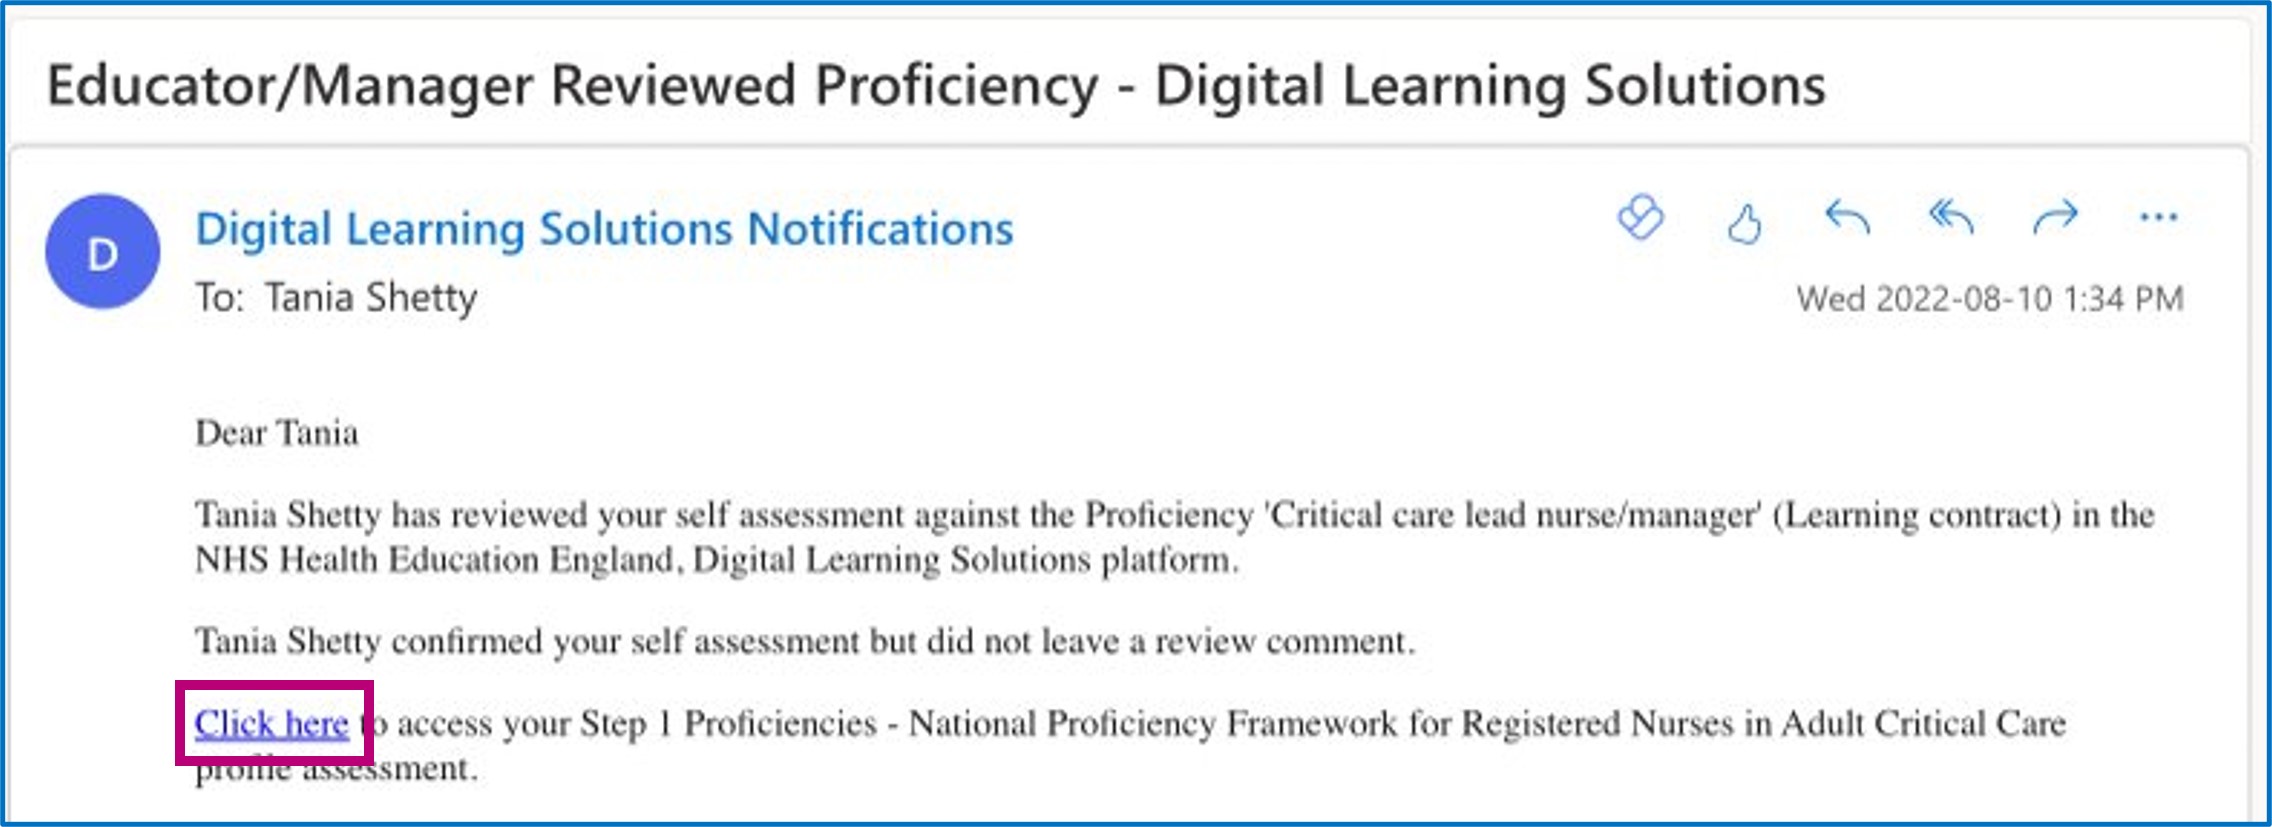 Educator/Manager Reviewed Proficiency - Digital Learning Solutions
D
Digital Learning Solutions Notifications
To: Tania Shetty
Wed 2022-08-10 1:34 PM
Dear Tania
Tania Shetty has reviewed your self assessment against the Proficiency 'Critical care lead nurse/manager' (Learning contract) in the
NHS Health Education England, Digital Learning Solutions platform.
Tania Shetty confirmed your self assessment but did not leave a review comment.
Click here to access your Step 1 Proficiencies - National Proficiency Framework for Registered Nurses in Adult Critical Care
profile assessment.